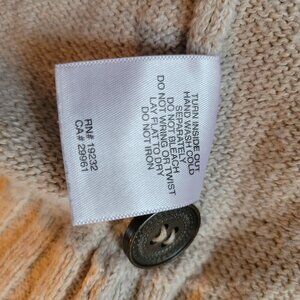 TURN INSIDE OUT
HAND WASH COLD
SEPARATELY
DO NOT BLEACH
DO NOT WRING OR TWIST
LAY FLAT TO DRY
DO NOT IRON
RN# 19232
CA# 29961